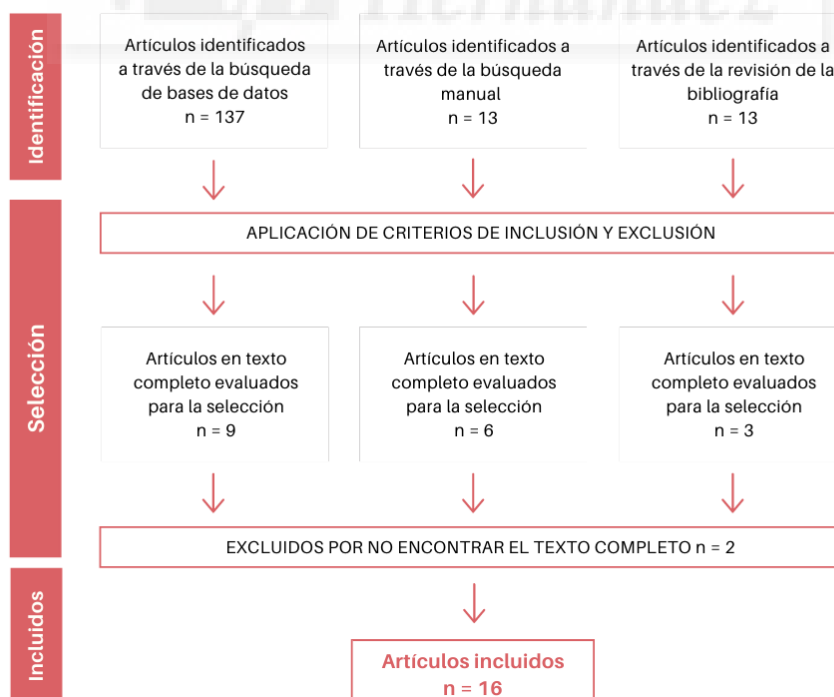 Identificación
Artículos identificados
a través de la búsqueda
de bases de datos
n = 137
Artículos identificados a
través de la búsqueda
manual
n = 13
Artículos identificados a
través de la revisión de la
bibliografía
n = 13
Selección
APLICACIÓN DE CRITERIOS DE INCLUSIÓN Y EXCLUSIÓN
Artículos en texto
completo evaluados
para la selección
n = 9
Artículos en texto
completo evaluados
para la selección
n = 6
Artículos en texto
completo evaluados
para la selección
n = 3
EXCLUIDOS POR NO ENCONTRAR EL TEXTO COMPLETO n = 2
Incluidos
Artículos incluidos
n = 16